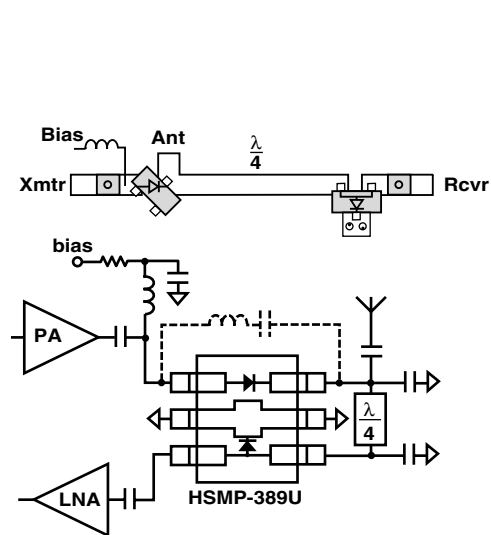 Bias
Ant
λ
4
Xmtr
Rcvr
bias
PA
λ
4
LNA
HSMP-389U